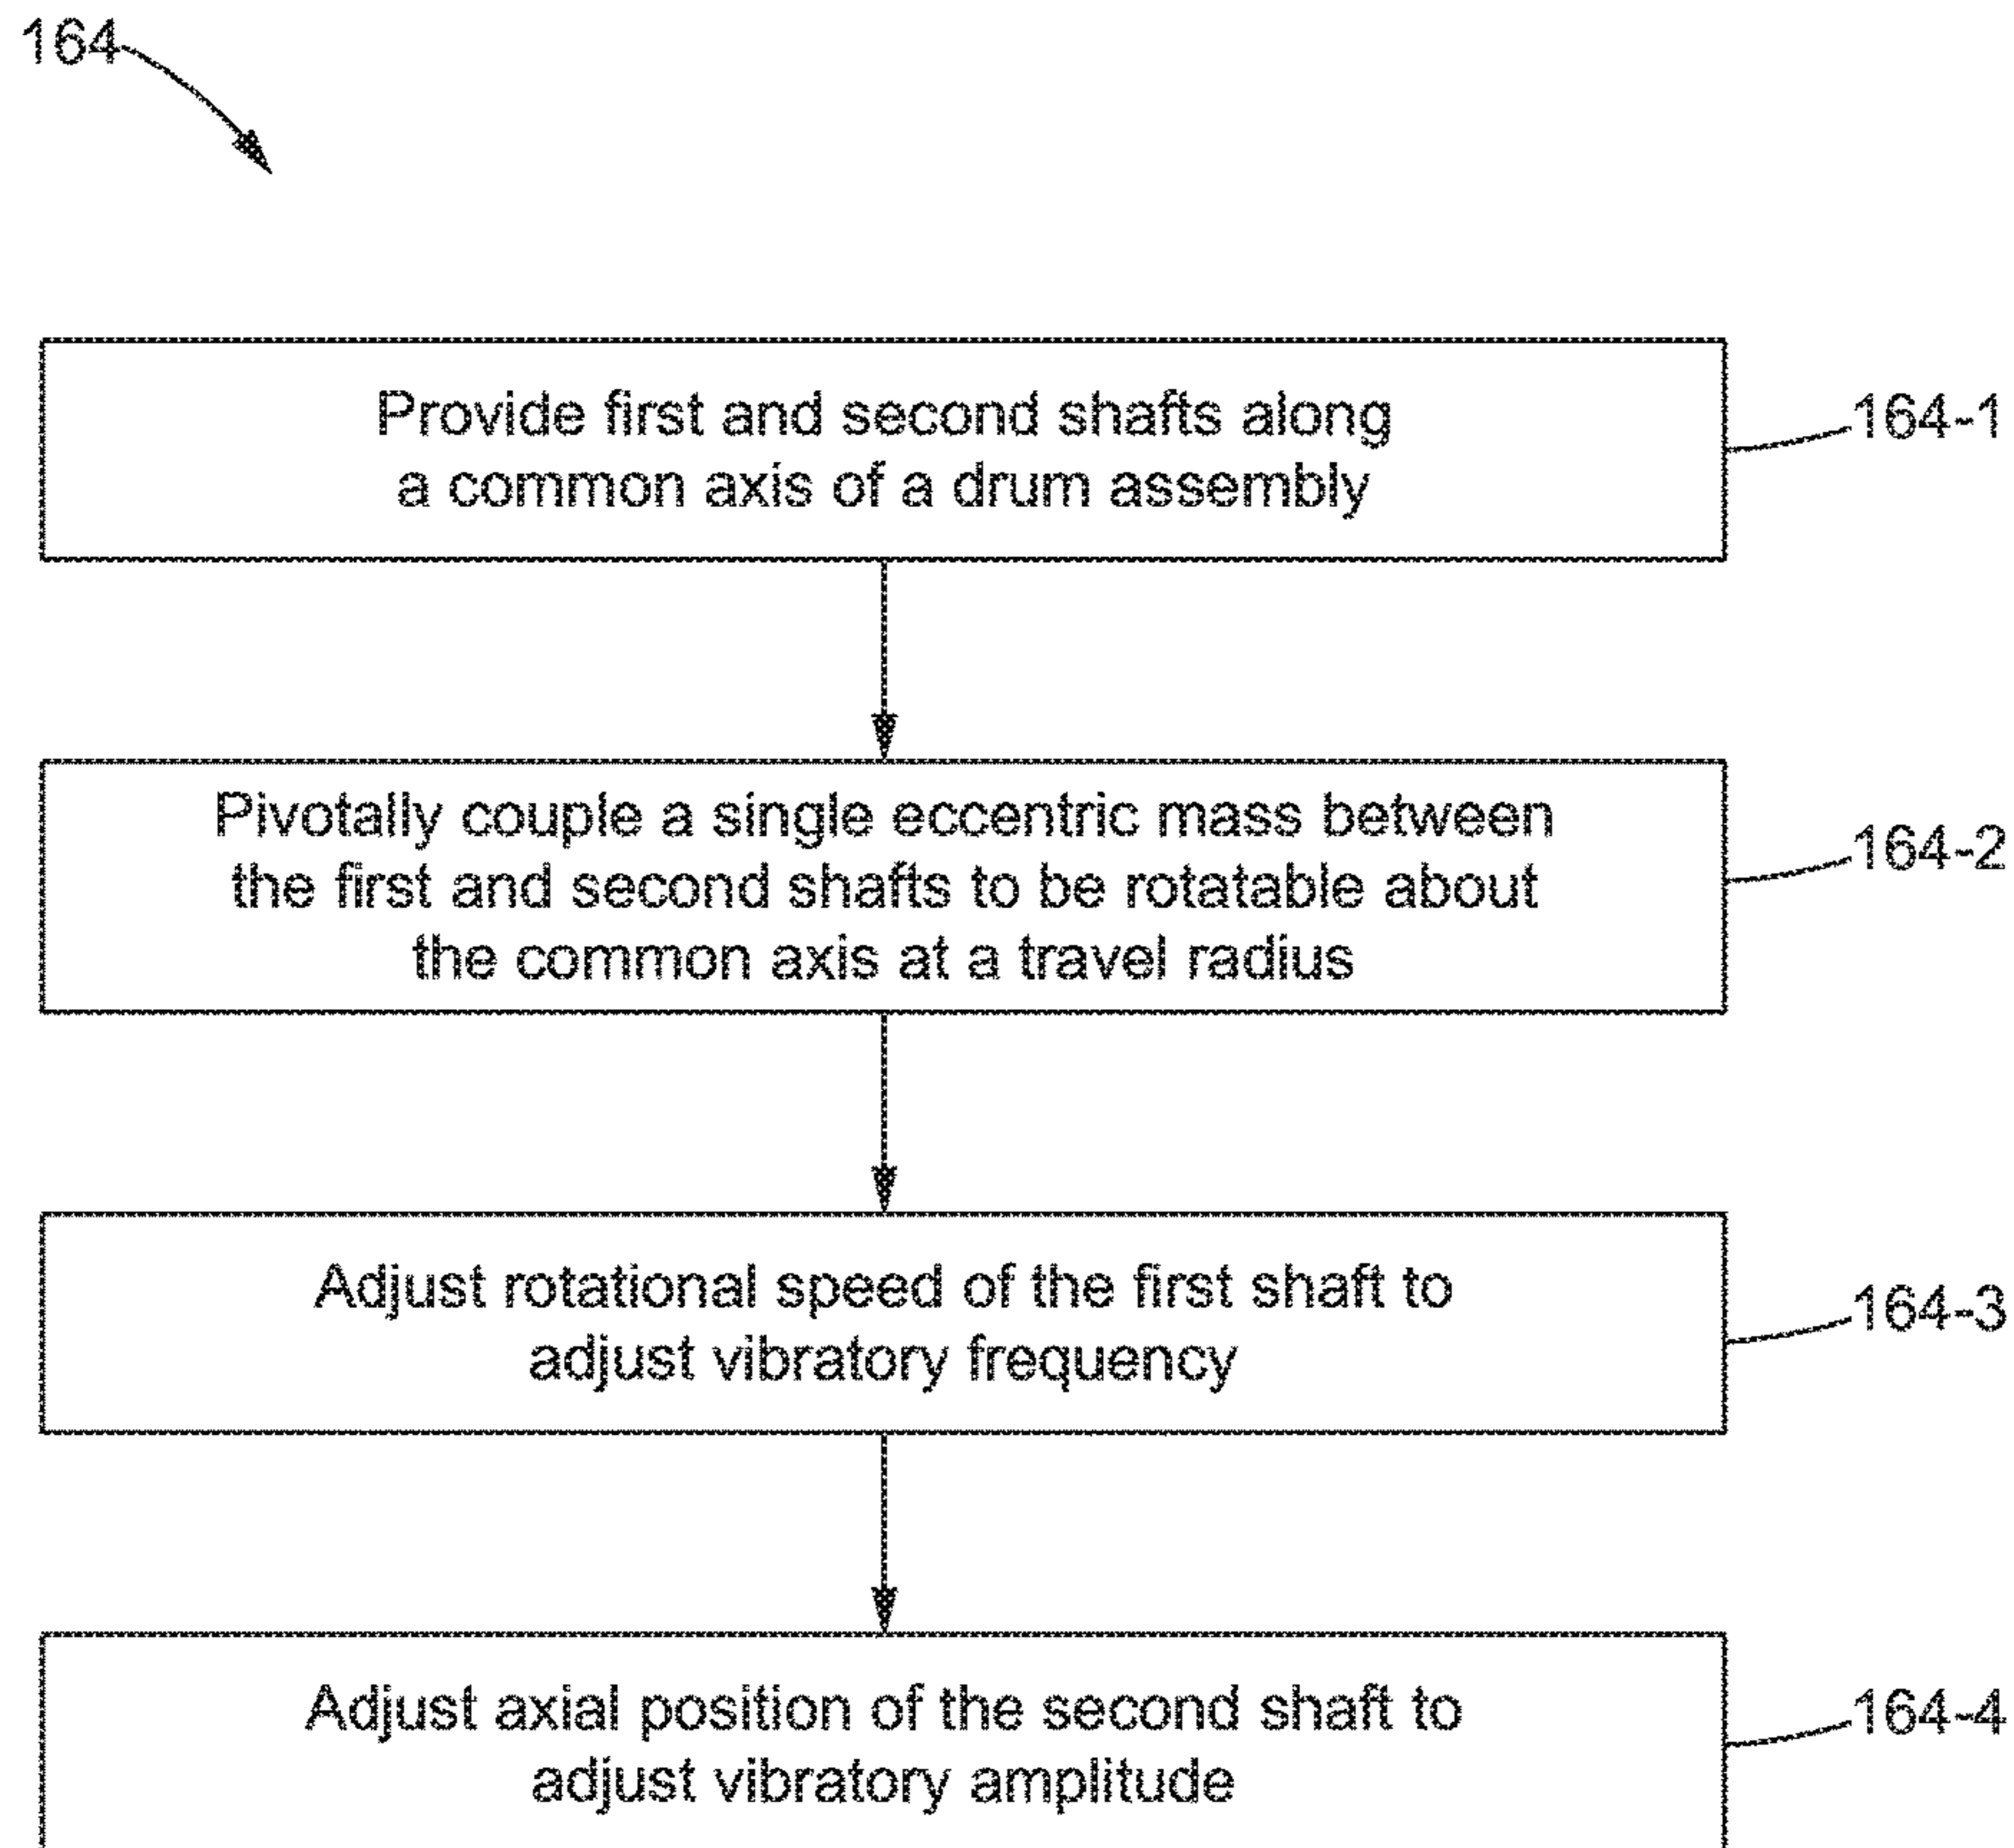 164
Provide first and second shafts along
a common axis of a drum assembly
164-1
Pivotally couple a single eccentric mass between
the first and second shafts to be rotatable about
the common axis at a travel radius
164-2
Adjust rotational speed of the first shaft to
adjust vibratory frequency
164-3
Adjust axial position of the second shaft to
adjust vibratory amplitude
164-4